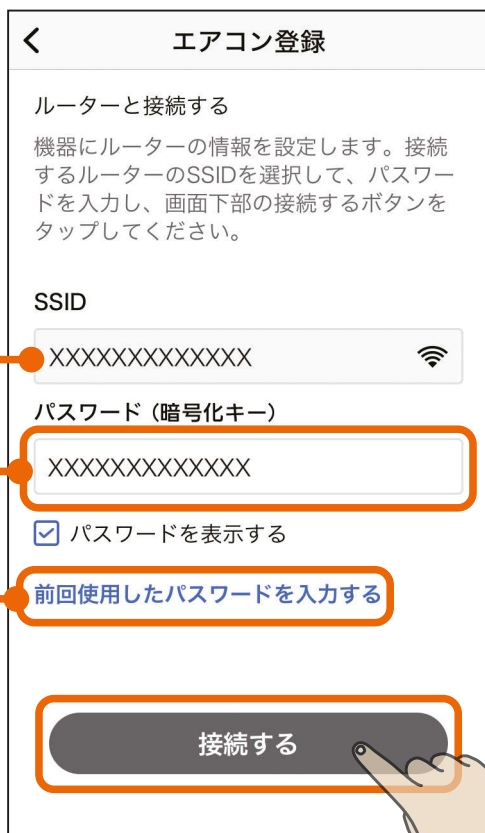 エアコン登録
ルーターと接続する
機器にルーターの情報を設定します。接続
するルーターのSSIDを選択して、パスワー
ドを入力し、画面下部の接続するボタンを
タップしてください。
SSID
XXXXXXXXXXXXX
パスワード（暗号化キー）
XXXXXXXXXXXXX
パスワードを表示する
前回使用したパスワードを入力する
接続する